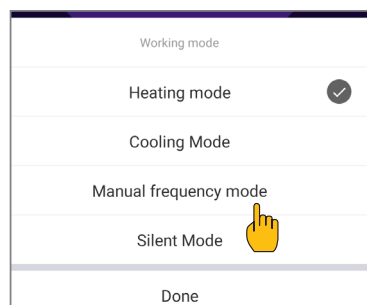 Working mode
Heating mode
Cooling Mode
Manual frequency mode
Silent Mode
Done